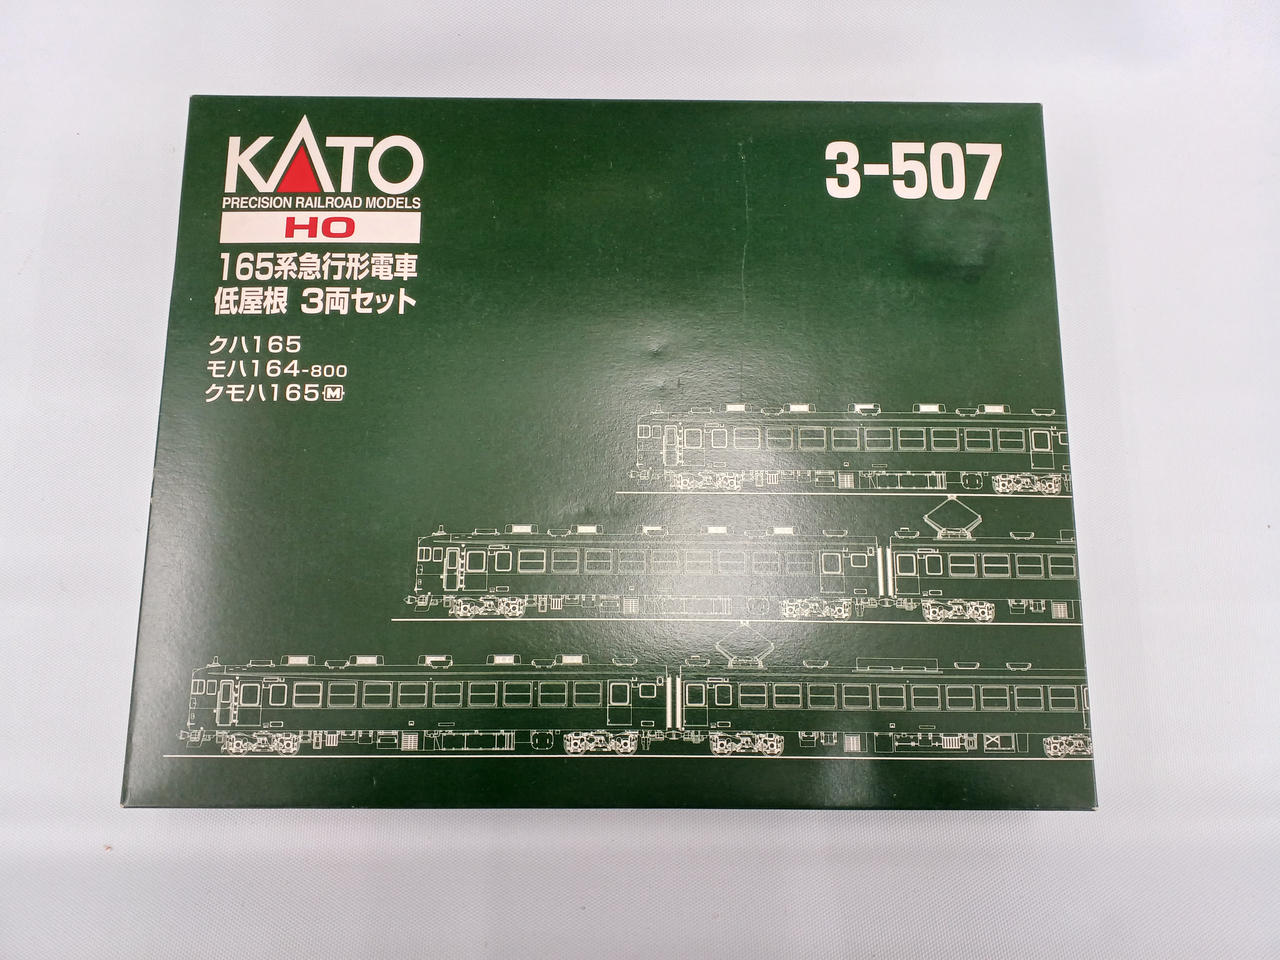 KATO
PRECISION RAILROAD MODELS
HO
3-507
165系急行形電車
低屋根 3両セット
クハ165
モハ164-800
クモハ165 M